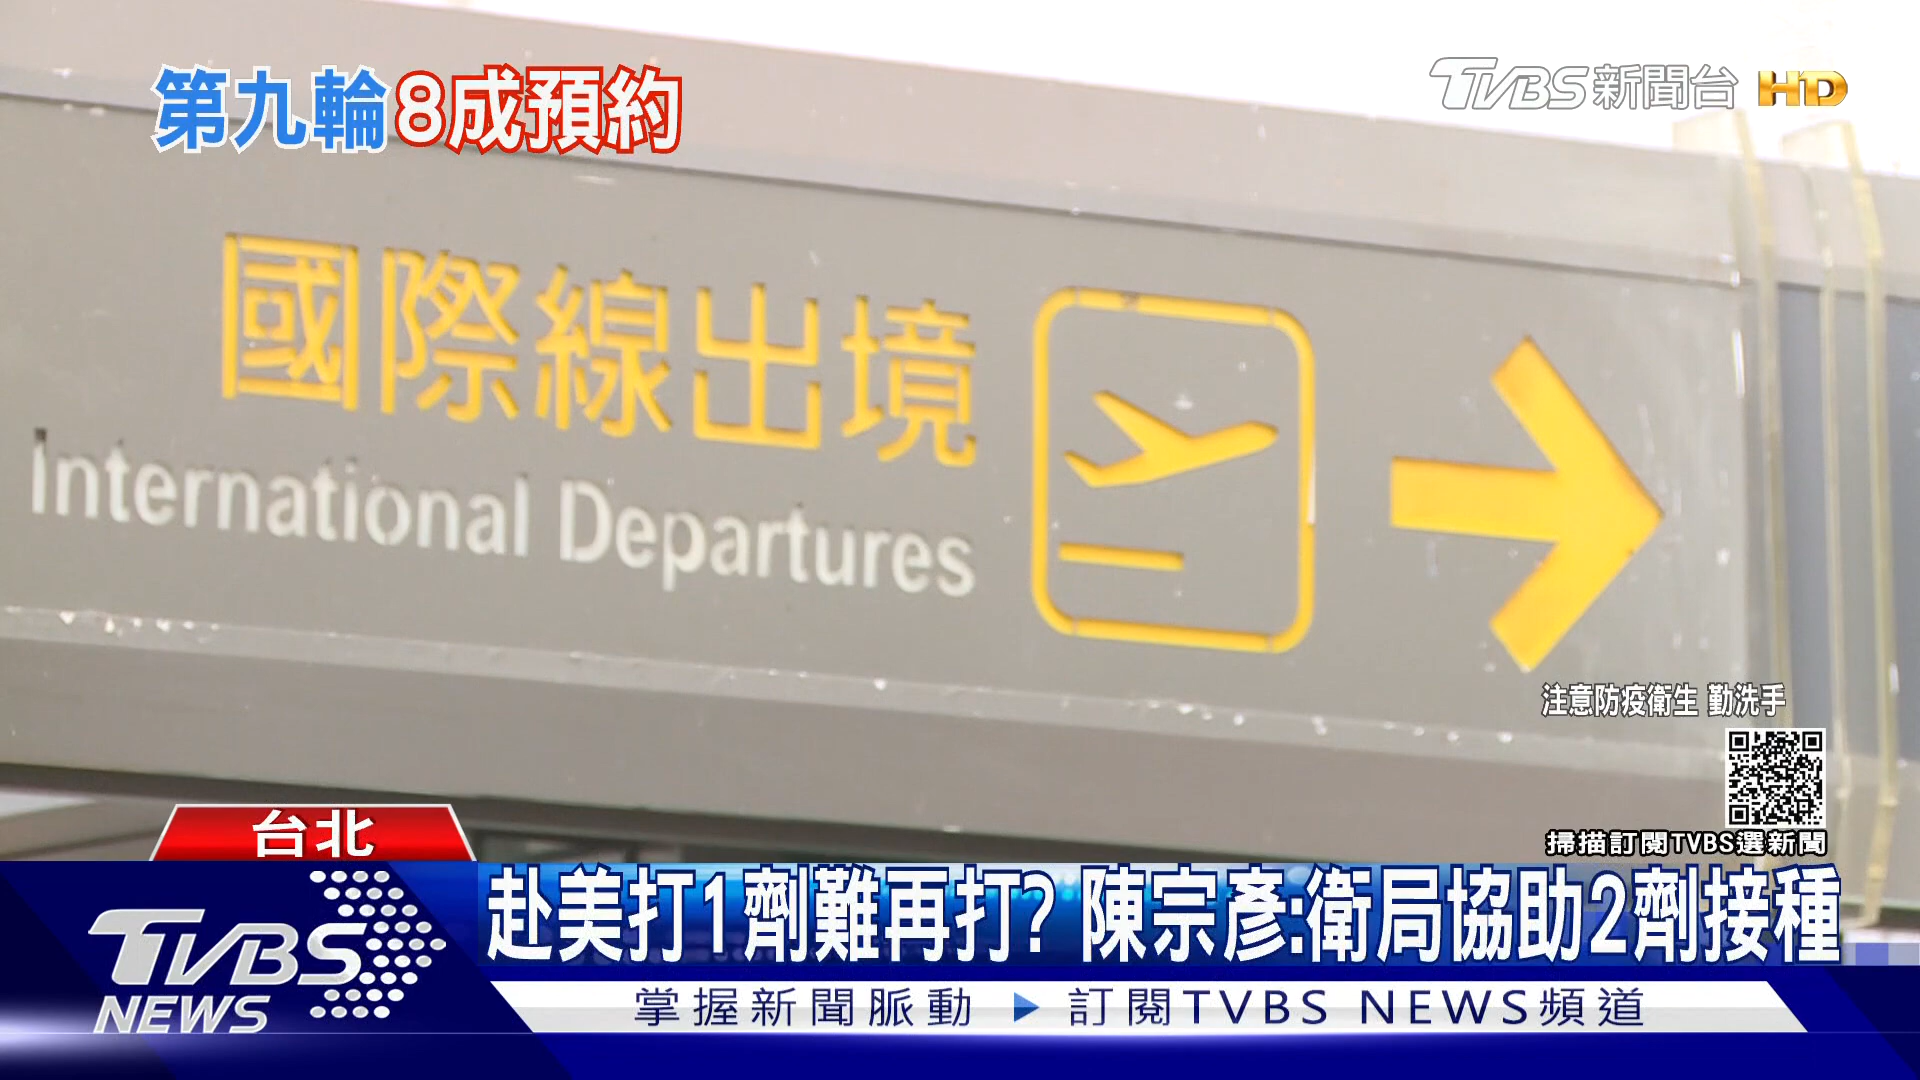 第九輪8成預約
TVBS新聞台 HD
國際線出境
International Departures
注意防疫衛生 勤洗手
掃描訂閱TVBS選新聞
台北
赴美打1劑難再打? 陳宗彥:衛局協助2劑接種
TVBS
NEWS
掌握新聞脈動 ▶ 訂閱TVBS NEWS頻道